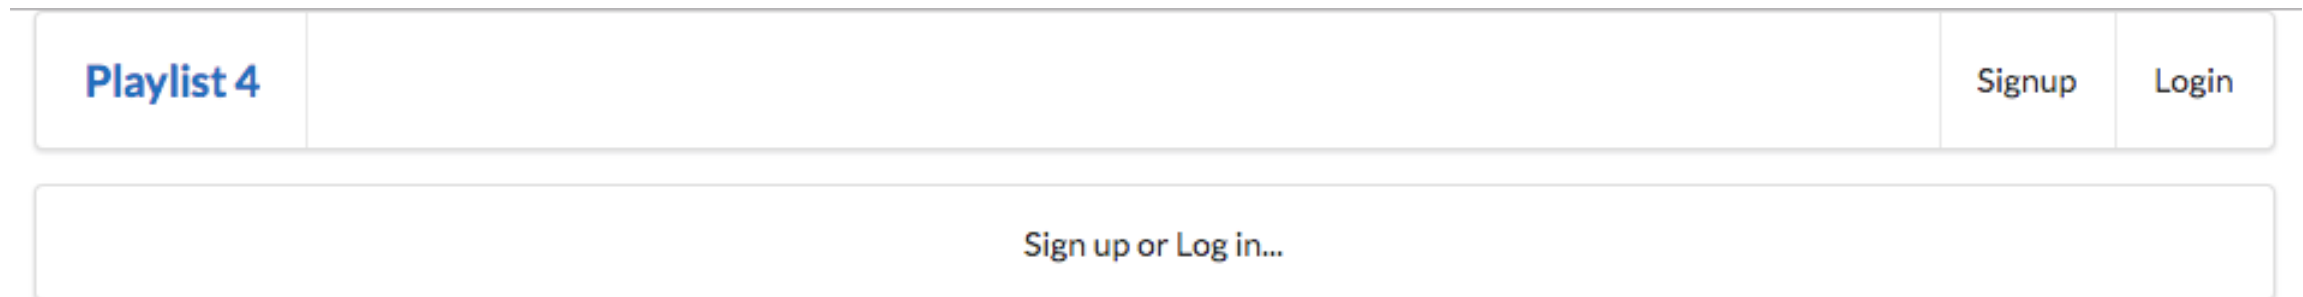 Playlist 4 Signup Login
Sign up or Log in...